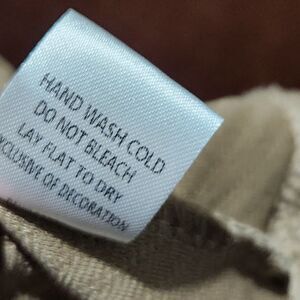 HAND WASH COLD
DO NOT BLEACH
LAY FLAT TO DRY
EXCLUSIVE OF DECORATION